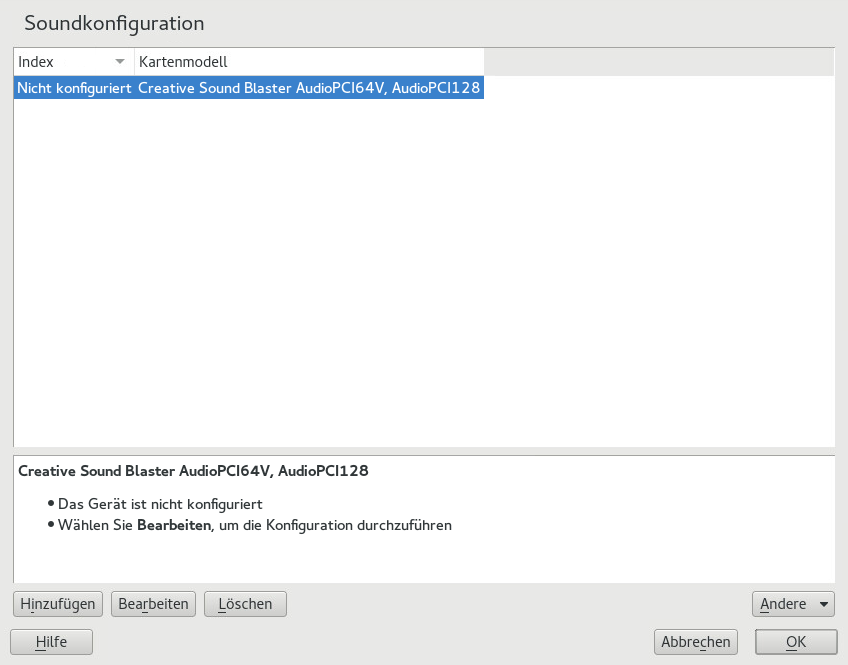 Soundkonfiguration
Index Kartenmodell
Nicht konfiguriert Creative Sound Blaster AudioPCI64V, AudioPCI128
Creative Sound Blaster AudioPCI64V, AudioPCI128
• Das Gerät ist nicht konfiguriert
• Wählen Sie Bearbeiten, um die Konfiguration durchzuführen
Hinzufügen Bearbeiten Löschen Andere
Hilfe Abbrechen OK